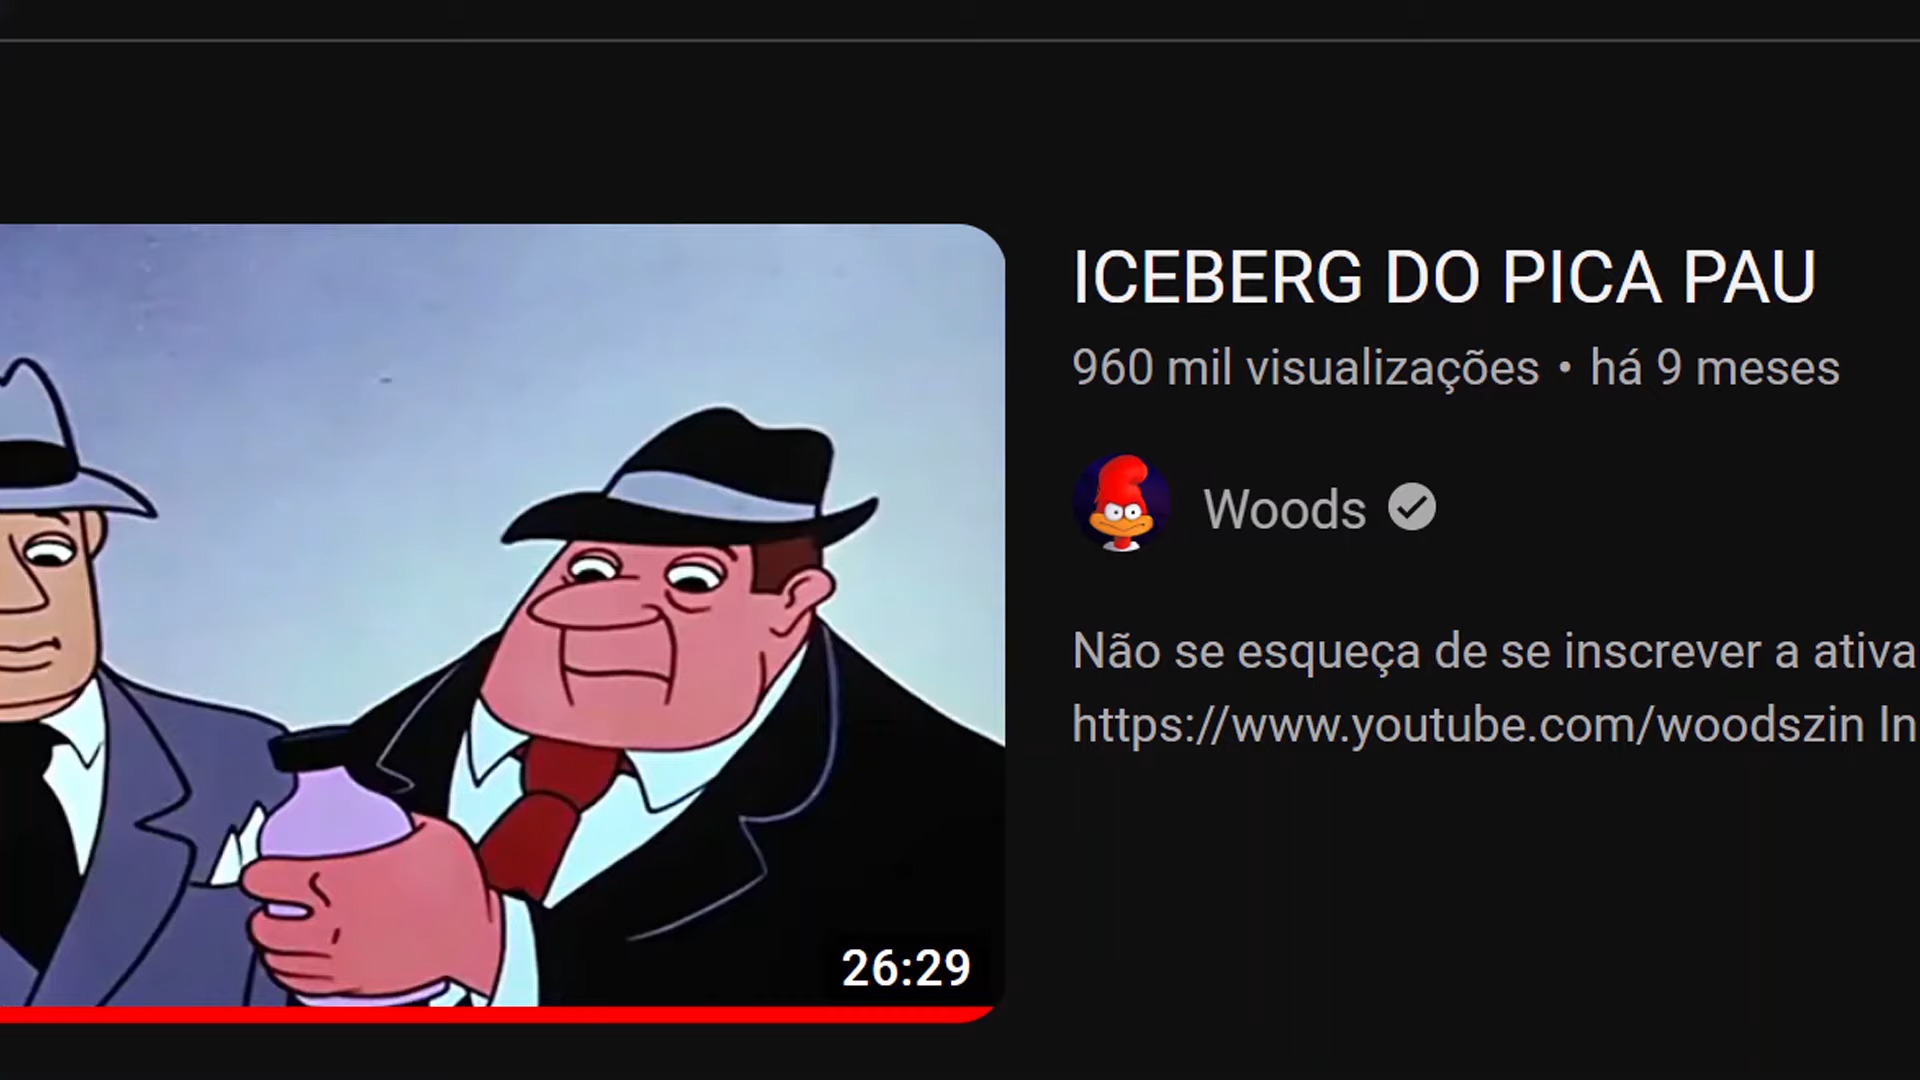 ICEBERG DO PICA PAU
960 mil visualizações • há 9 meses
Woods
Não se esqueça de se inscrever a ativa
https://www.youtube.com/woodszin In
26:29